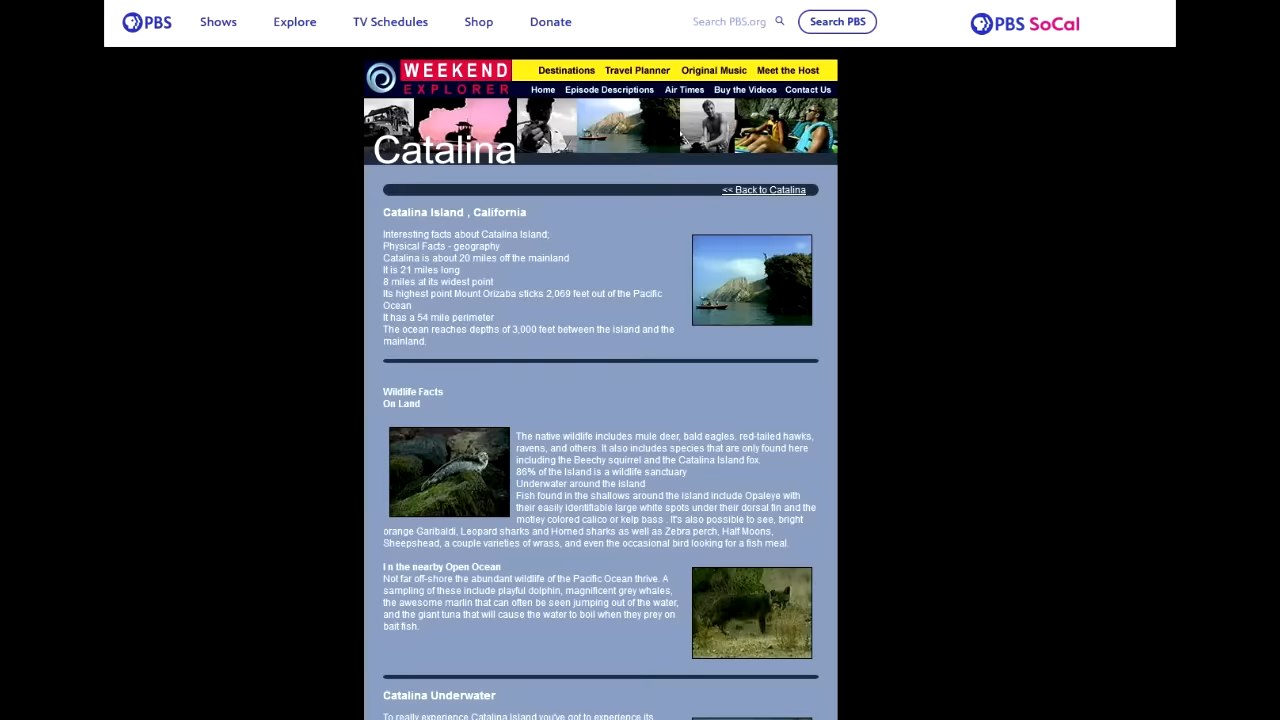 PBS Shows Explore TV Schedules Shop Donate Search PBS.org Search PBS PBS SoCal
WEEKEND Destinations Travel Planner Original Music Meet the Host
EXPLORER Home Episode Descriptions Air Times Buy the Videos Contact Us
Catalina
<< Back to Catalina
Catalina Island , California
Interesting facts about Catalina Island;
Physical Facts - geography
Catalina is about 20 miles off the mainland
It is 21 miles long
8 miles at its widest point
Its highest point Mount Orizaba sticks 2,069 feet out of the Pacific
Ocean
It has a 54 mile perimeter
The ocean reaches depths of 3,000 feet between the island and the
mainland.
Wildlife Facts
On Land
The native wildlife includes mule deer, bald eagles, red-tailed hawks,
ravens, and others. It also includes species that are only found here
including the Beechy squirrel and the Catalina Island fox.
86% of the Island is a wildlife sanctuary
Underwater around the island
Fish found in the shallows around the island include Opaleye with
their easily identifiable large white spots under their dorsal fin and the
motley colored calico or kelp bass . It's also possible to see, bright
orange Garibaldi, Leopard sharks and Horned sharks as well as Zebra perch, Half Moons,
Sheepshead, a couple varieties of wrass, and even the occasional bird looking for a fish meal.
I n the nearby Open Ocean
Not far off-shore the abundant wildlife of the Pacific Ocean thrive. A
sampling of these include playful dolphin, magnificent grey whales,
the awesome marlin that can often be seen jumping out of the water,
and the giant tuna that will cause the water to boil when they prey on
bait fish.
Catalina Underwater
To really experience Catalina Island you've got to experience its